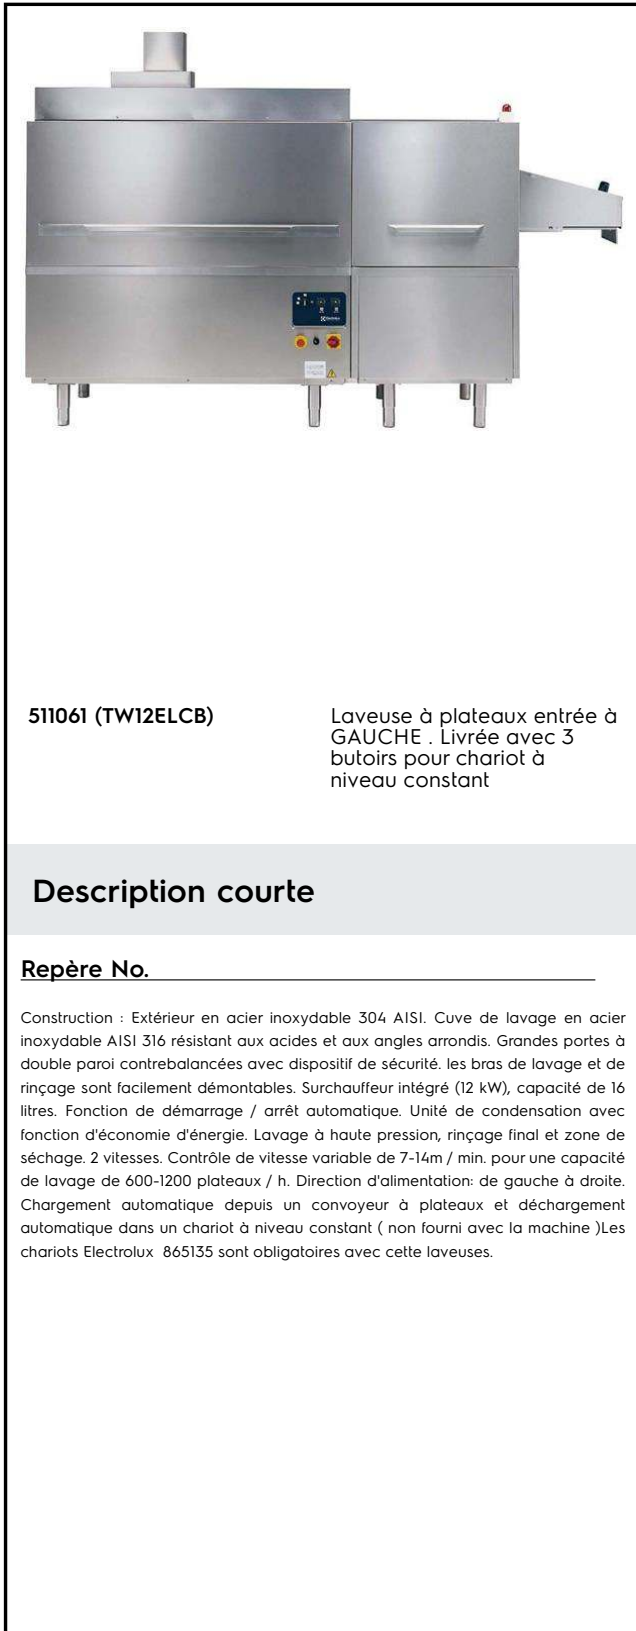 Electrolux
511061 (TW12ELCB)
Laveuse à plateaux entrée à
GAUCHE . Livrée avec 3
butoirs pour chariot à
niveau constant
Description courte
Repère No.
Construction : Extérieur en acier inoxydable 304 AISI. Cuve de lavage en acier
inoxydable AISI 316 résistant aux acides et aux angles arrondis. Grandes portes à
double paroi contrebalancées avec dispositif de sécurité. les bras de lavage et de
rinçage sont facilement démontables. Surchauffeur intégré (12 kW), capacité de 16
litres. Fonction de démarrage / arrêt automatique. Unité de condensation avec
fonction d'économie d'énergie. Lavage à haute pression, rinçage final et zone de
séchage. 2 vitesses. Contrôle de vitesse variable de 7-14m / min. pour une capacité
de lavage de 600-1200 plateaux / h. Direction d'alimentation: de gauche à droite.
Chargement automatique depuis un convoyeur à plateaux et déchargement
automatique dans un chariot à niveau constant ( non fourni avec la machine )Les
chariots Electrolux 865135 sont obligatoires avec cette laveuses.